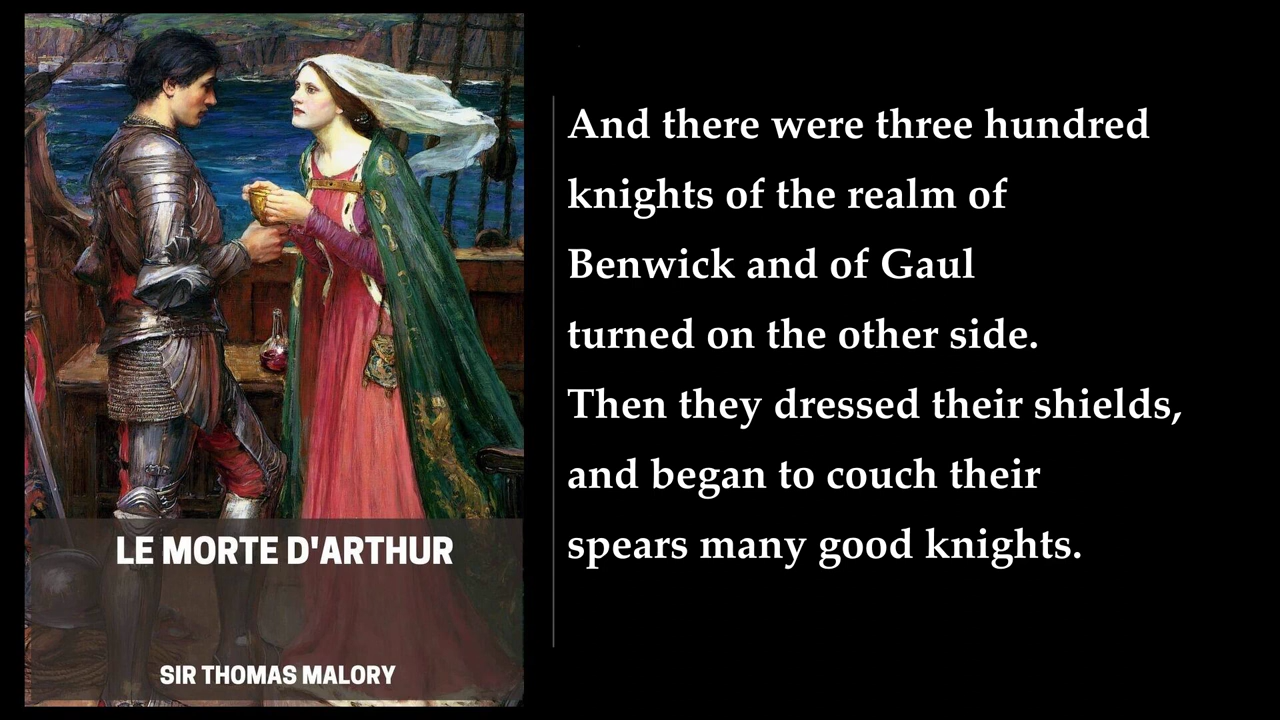 LE MORTE D'ARTHUR
SIR THOMAS MALORY
And there were three hundred
knights of the realm of
Benwick and of Gaul
turned on the other side.
Then they dressed their shields,
and began to couch their
spears many good knights.